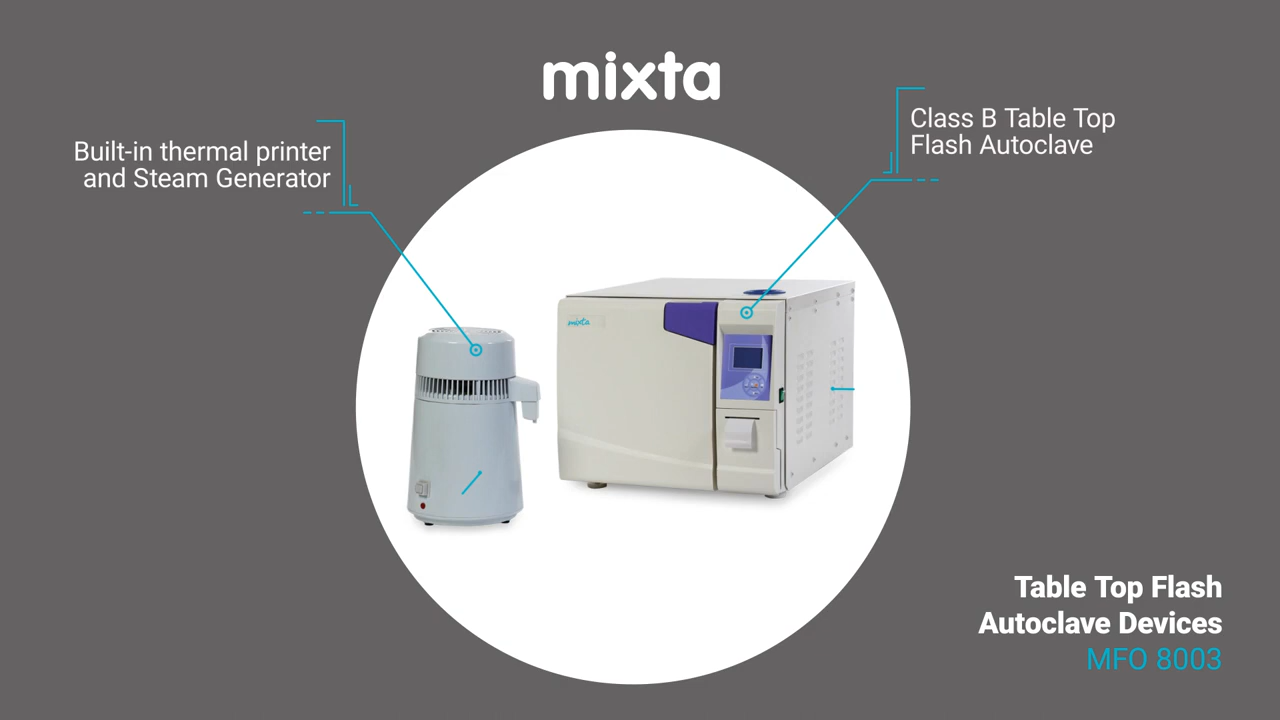 mixta
Built-in thermal printer
and Steam Generator
Class B Table Top
Flash Autoclave
mixta
Table Top Flash
Autoclave Devices
MFO 8003